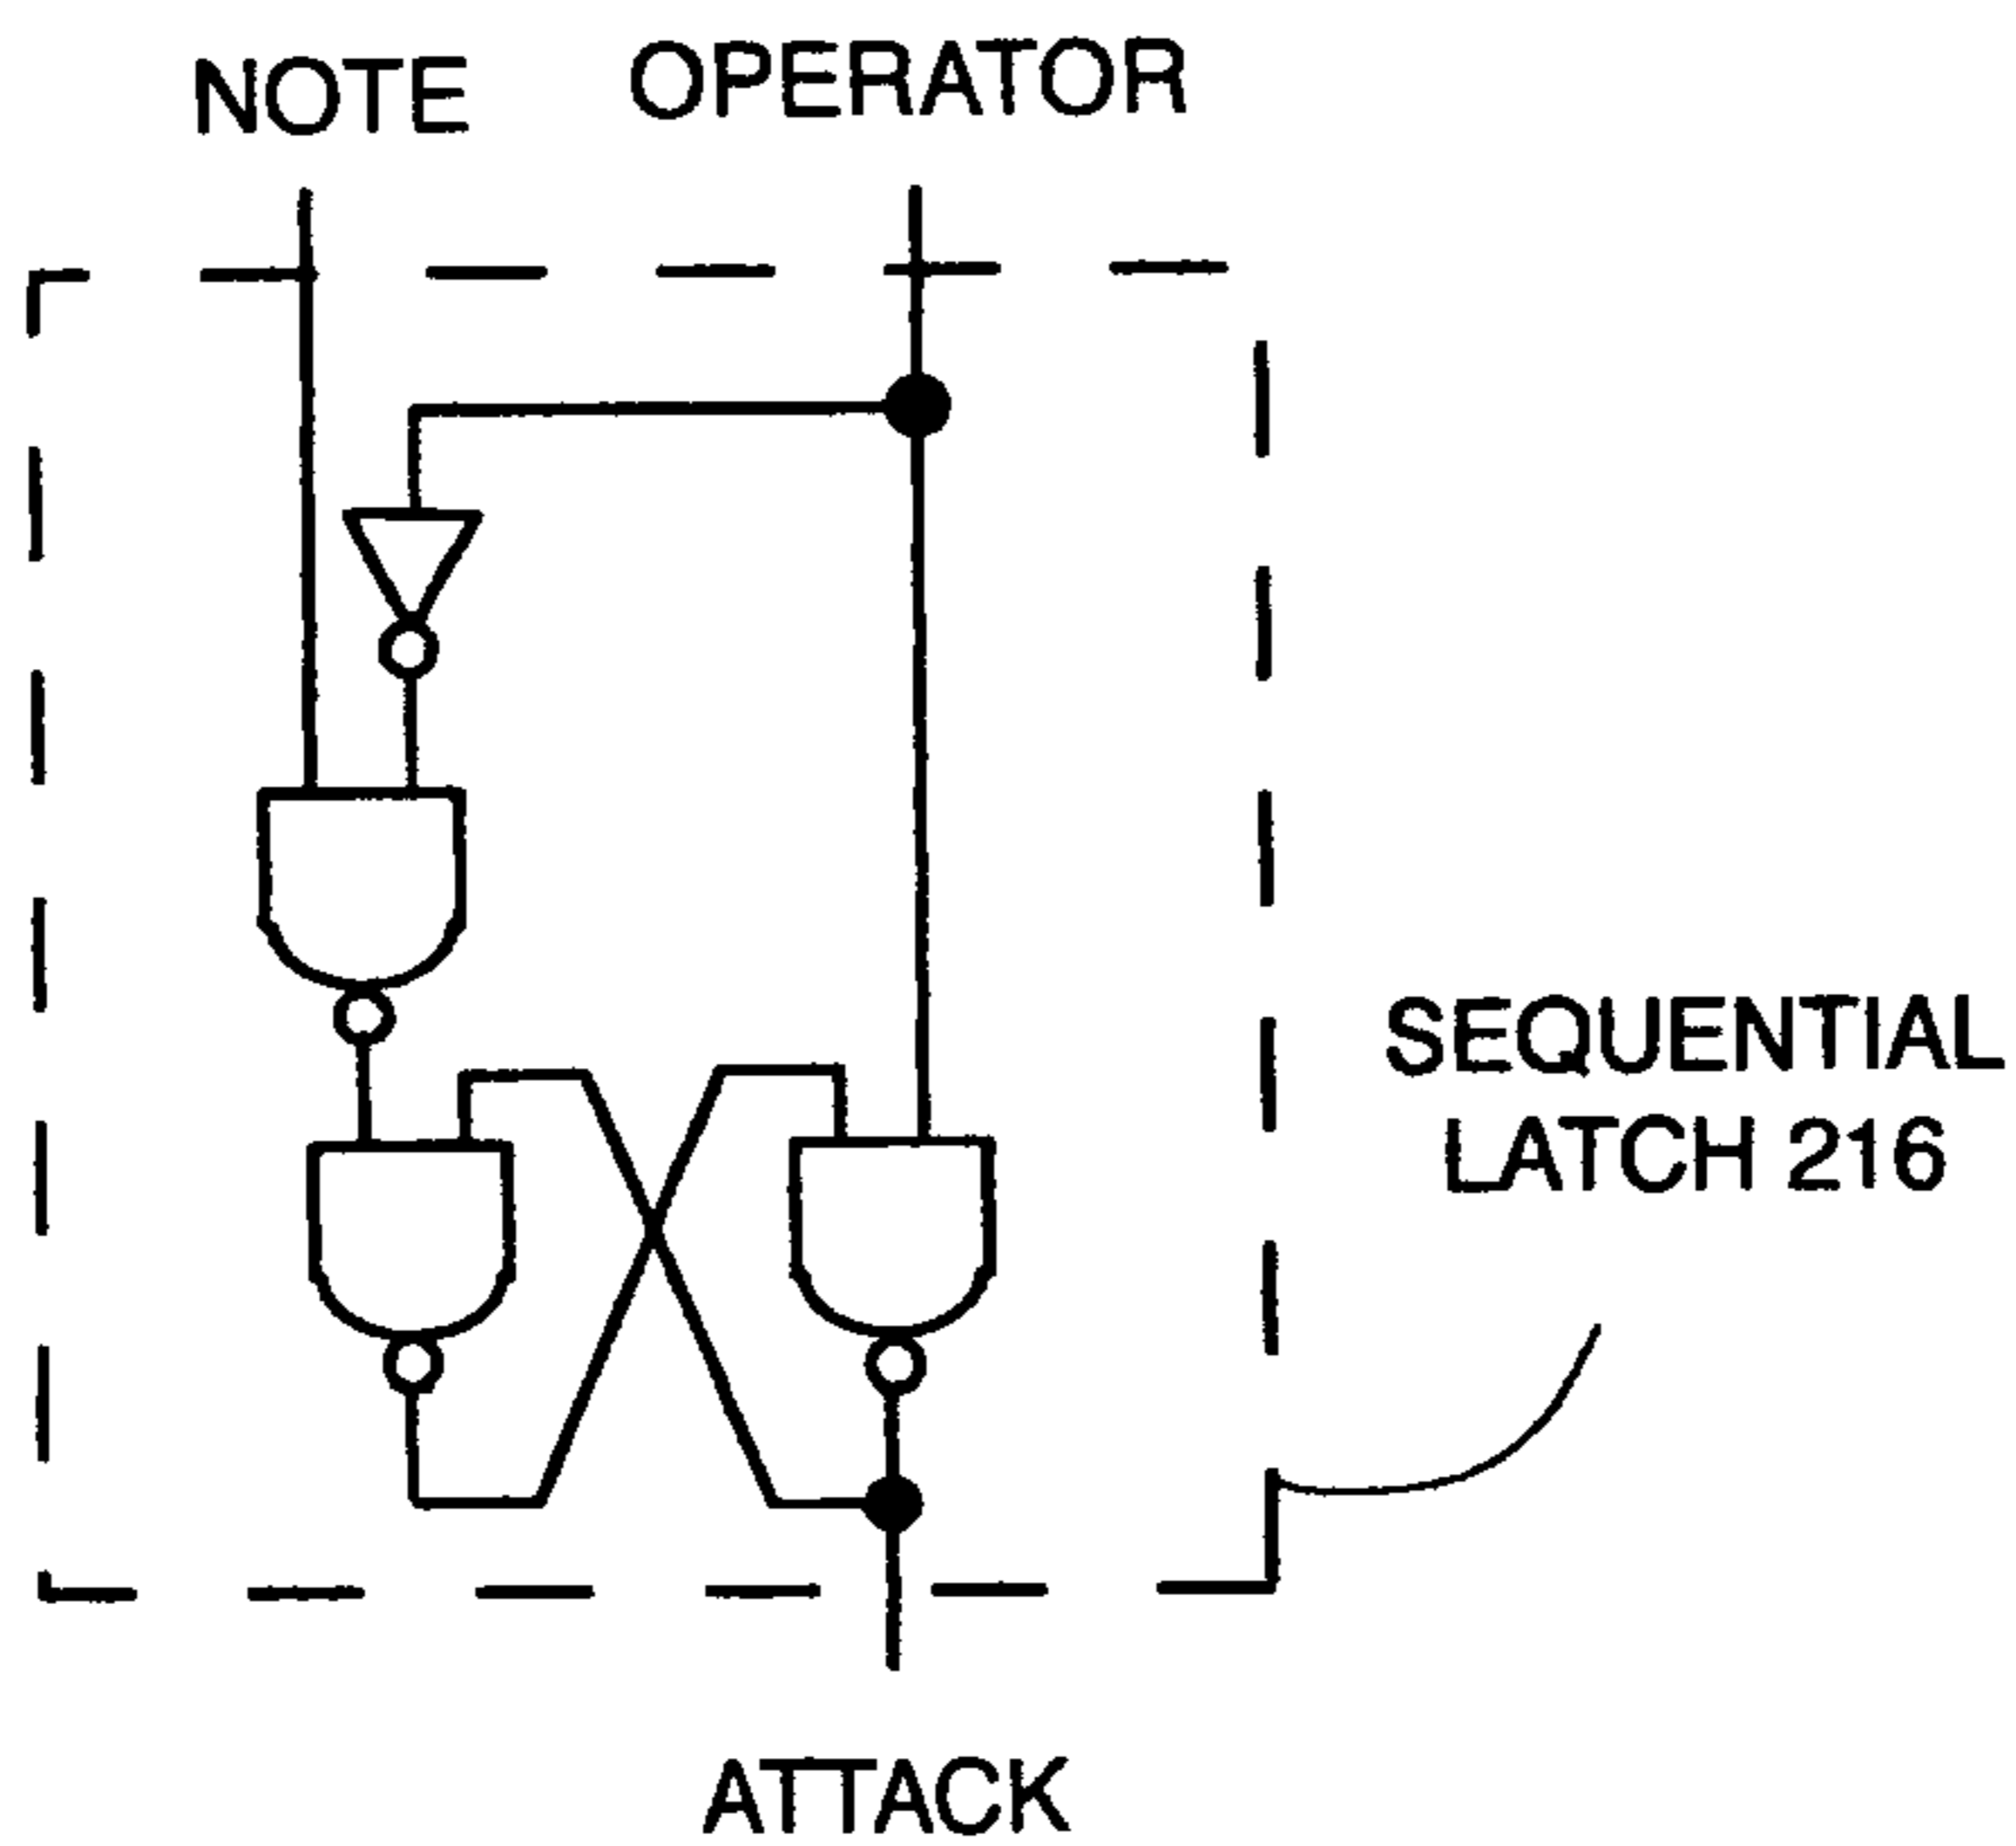 NOTE
OPERATOR
SEQUENTIAL
LATCH 216
ATTACK